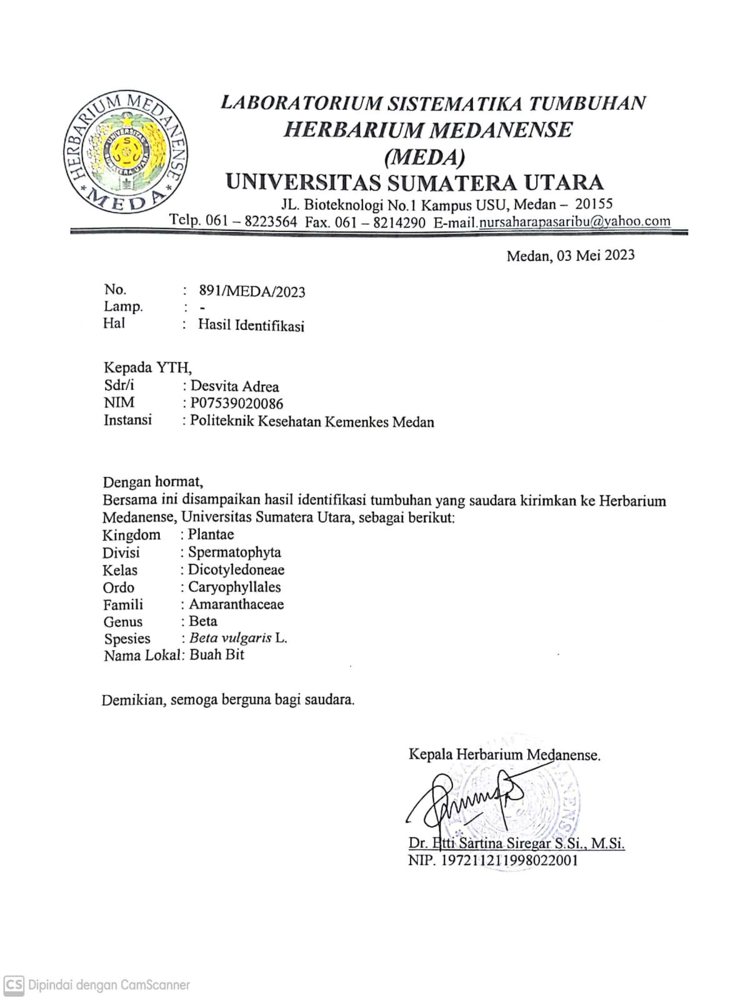 HERBARIUM MEDANENSE
* MEDA *
UNIVERSITAS
SUMATERA UTARA
LABORATORIUM SISTEMATIKA TUMBUHAN
HERBARIUM MEDANENSE
(MEDA)
UNIVERSITAS SUMATERA UTARA
JL. Bioteknologi No.1 Kampus USU, Medan – 20155
Telp. 061 – 8223564 Fax. 061 – 8214290 E-mail.nursaharapasaribu@yahoo.com
Medan, 03 Mei 2023
No. : 891/MEDA/2023
Lamp. : -
Hal : Hasil Identifikasi
Kepada YTH,
Sdr/i : Desvita Adrea
NIM : P07539020086
Instansi : Politeknik Kesehatan Kemenkes Medan
Dengan hormat,
Bersama ini disampaikan hasil identifikasi tumbuhan yang saudara kirimkan ke Herbarium
Medanense, Universitas Sumatera Utara, sebagai berikut:
Kingdom : Plantae
Divisi : Spermatophyta
Kelas : Dicotyledoneae
Ordo : Caryophyllales
Famili : Amaranthaceae
Genus : Beta
Spesies : Beta vulgaris L.
Nama Lokal: Buah Bit
Demikian, semoga berguna bagi saudara.
Kepala Herbarium Medanense.
Dr. Etti Sartina Siregar S.Si., M.Si.
NIP. 197211211998022001
CS Dipindai dengan CamScanner